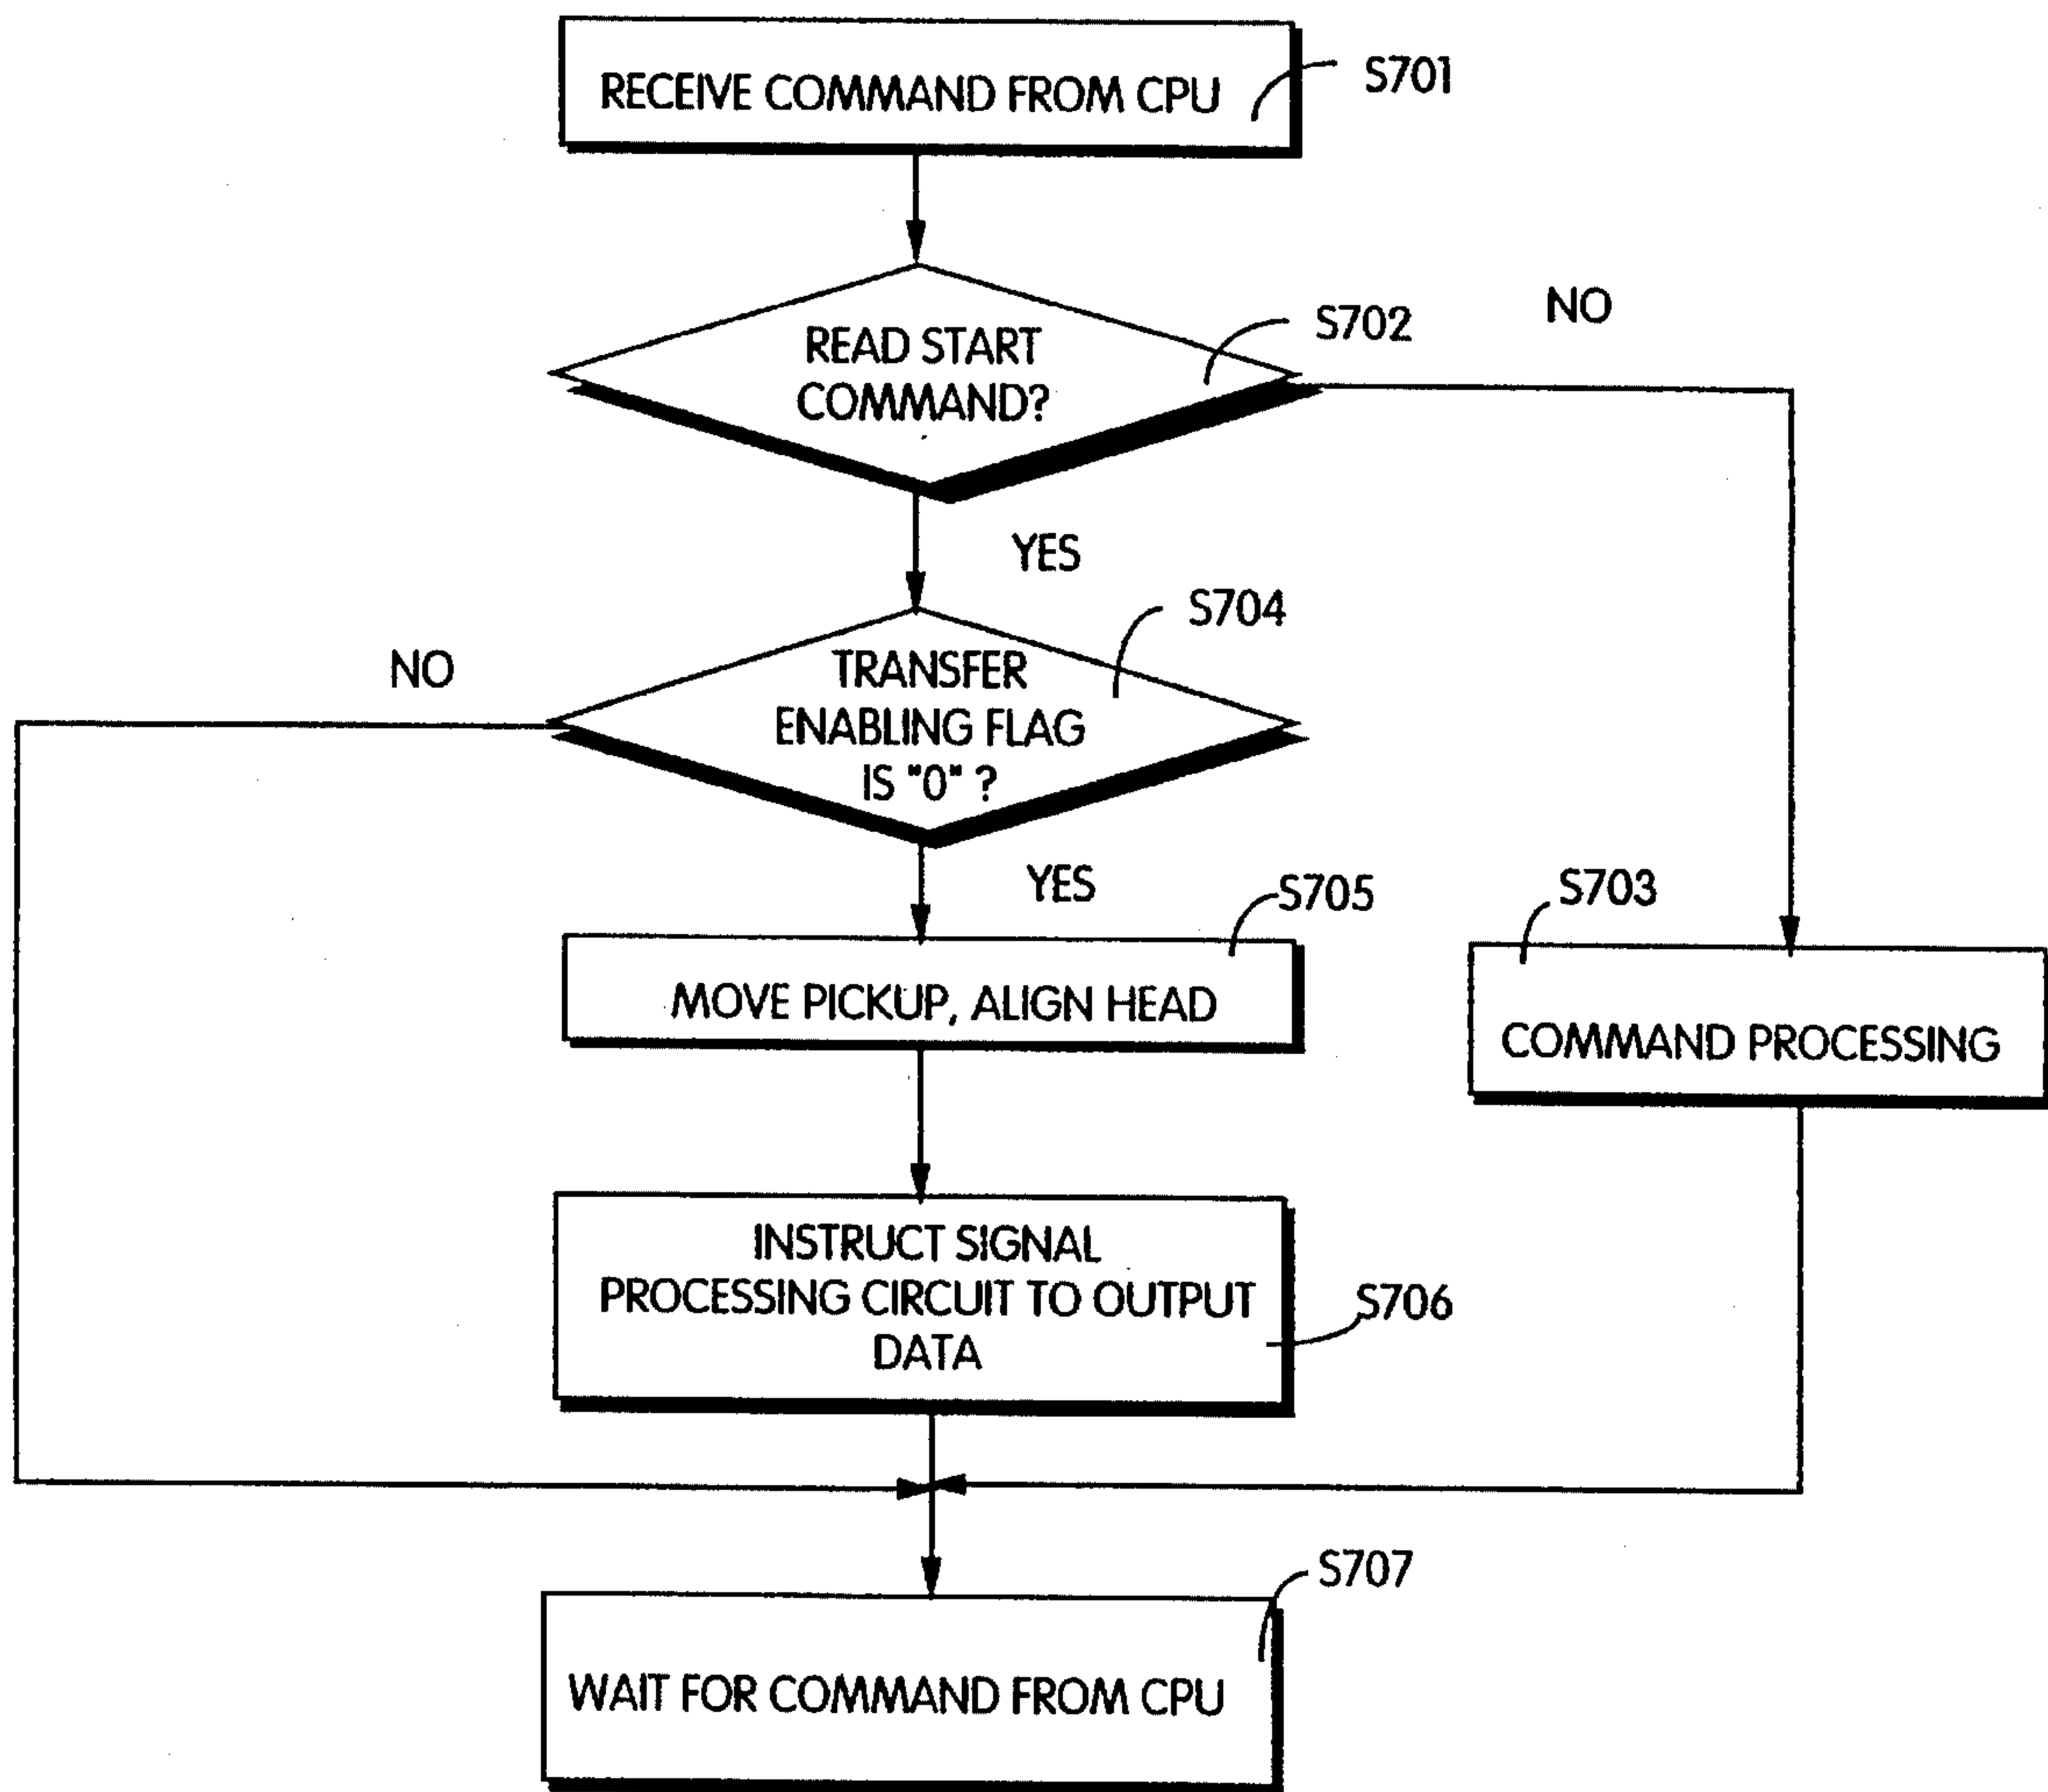 RECEIVE COMMAND FROM CPU
S701
READ START
COMMAND?
S702
NO
YES
TRANSFER
ENABLING FLAG
IS "0" ?
S704
NO
YES
S705
MOVE PICKUP, ALIGN HEAD
S703
COMMAND PROCESSING
INSTRUCT SIGNAL
PROCESSING CIRCUIT TO OUTPUT
DATA
S706
S707
WAIT FOR COMMAND FROM CPU